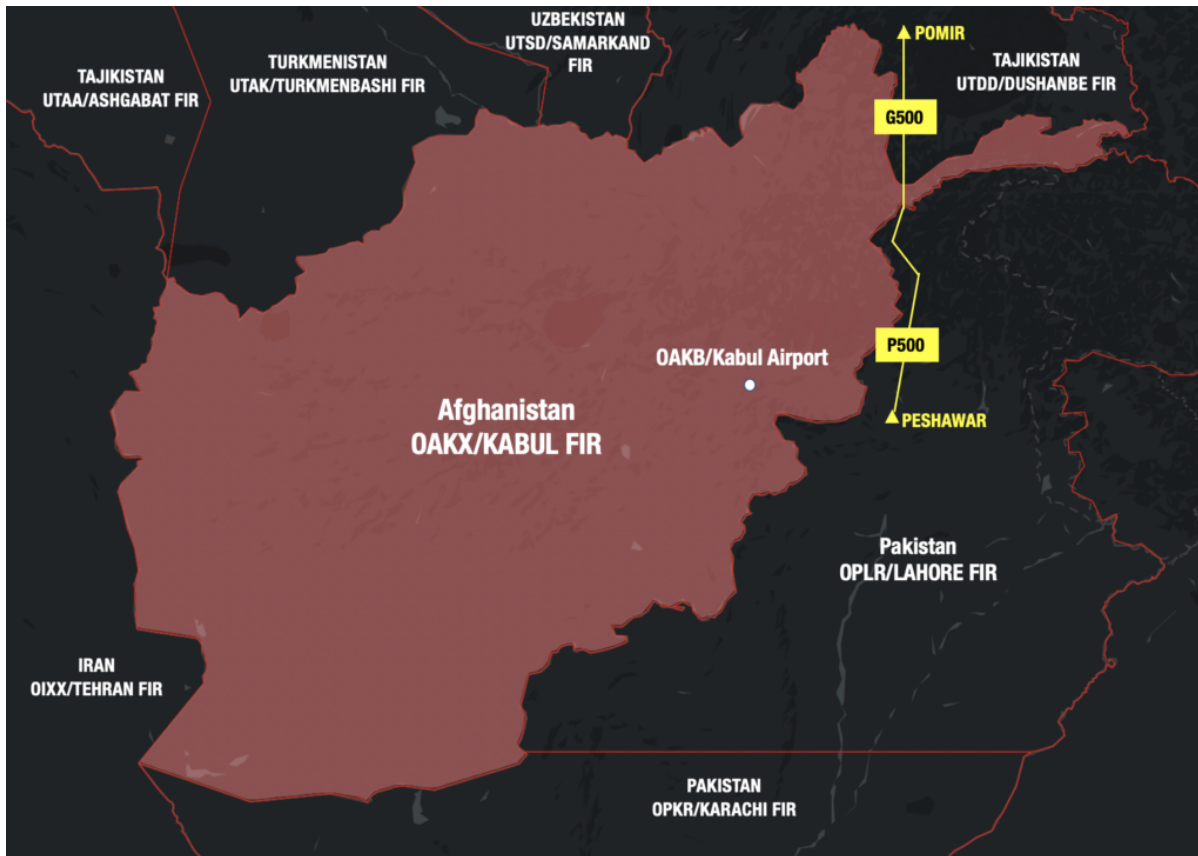 UZBEKISTAN
UTSD/SAMARKAND
FIR
POMIR
TURKMENISTAN
UTAK/TURKMENBASHI FIR
TAJIKISTAN
UTAA/ASHGABAT FIR
TAJIKISTAN
UTDD/DUSHANBE FIR
G500
P500
OAKB/Kabul Airport
Afghanistan
OAKX/KABUL FIR
PESHAWAR
Pakistan
OPLR/LAHORE FIR
IRAN
OIXX/TEHRAN FIR
PAKISTAN
OPKR/KARACHI FIR